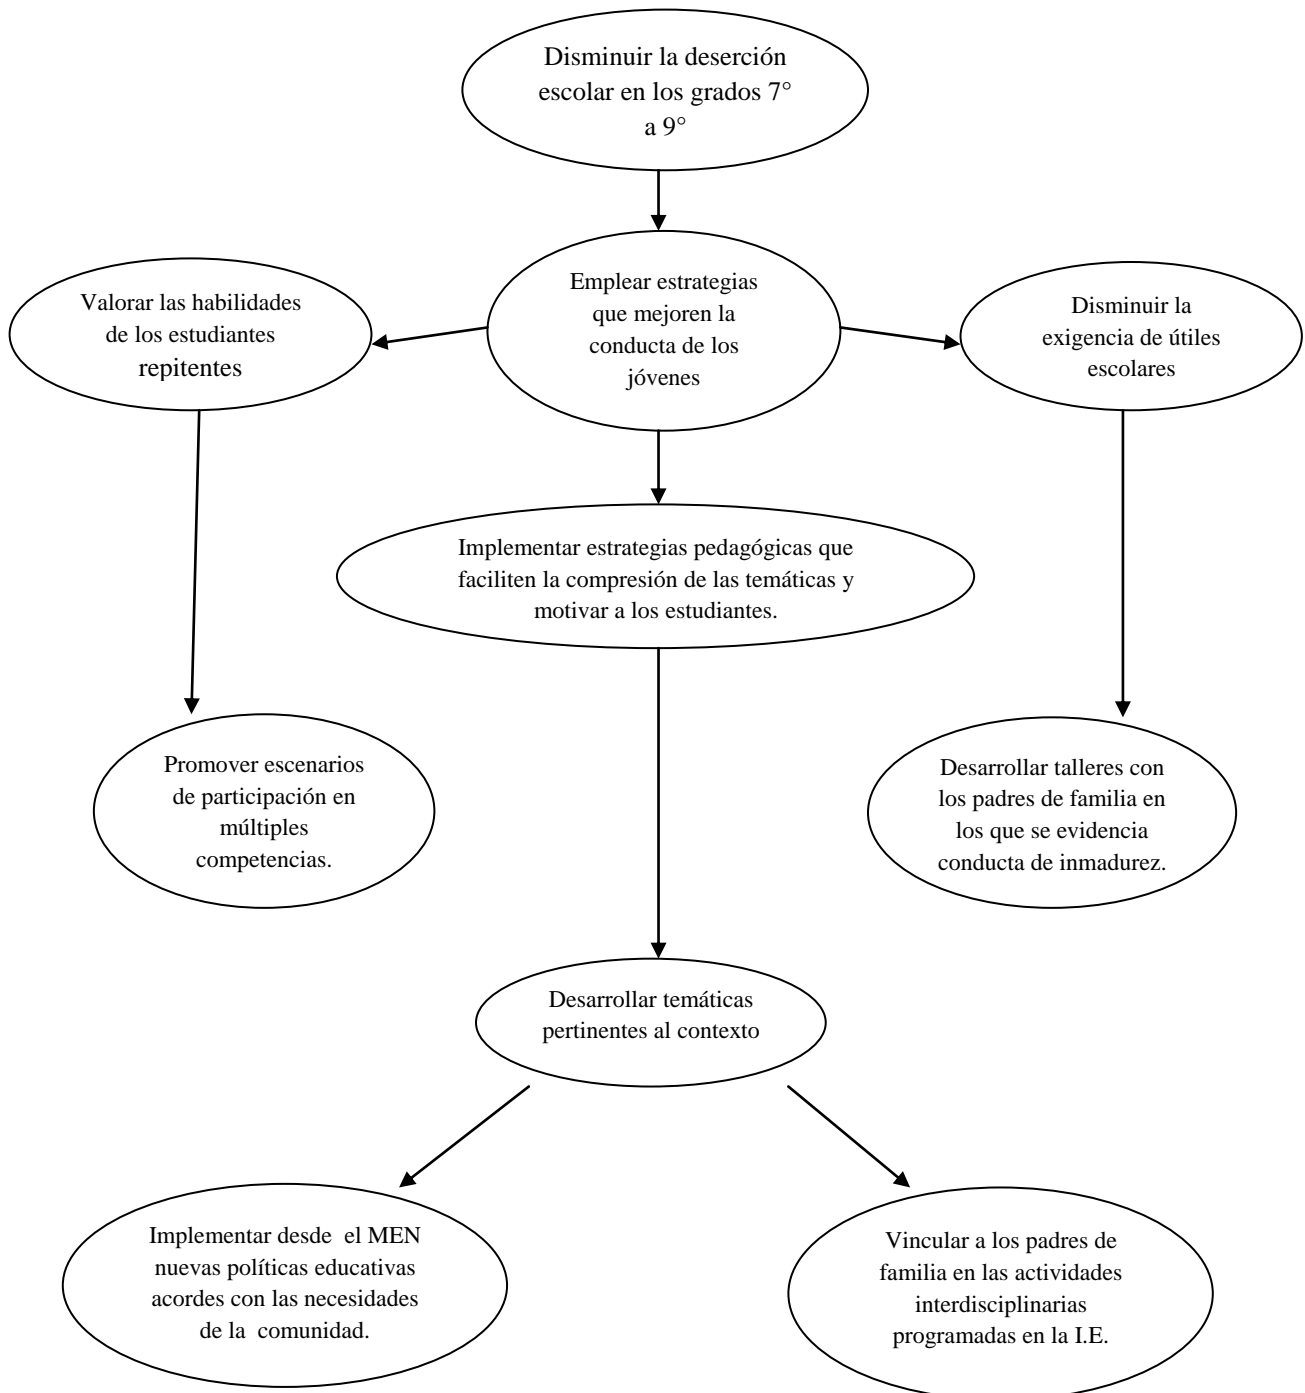 Disminuir la deserción
escolar en los grados 7°
a 9°
Valorar las habilidades
de los estudiantes
repitentes
Emplear estrategias
que mejoren la
conducta de los
jóvenes
Disminuir la
exigencia de útiles
escolares
Implementar estrategias pedagógicas que
faciliten la compresión de las temáticas y
motivar a los estudiantes.
Promover escenarios
de participación en
múltiples
competencias.
Desarrollar talleres con
los padres de familia en
los que se evidencia
conducta de inmadurez.
Desarrollar temáticas
pertinentes al contexto
Implementar desde el MEN
nuevas políticas educativas
acordes con las necesidades
de la comunidad.
Vincular a los padres de
familia en las actividades
interdisciplinarias
programadas en la I.E.